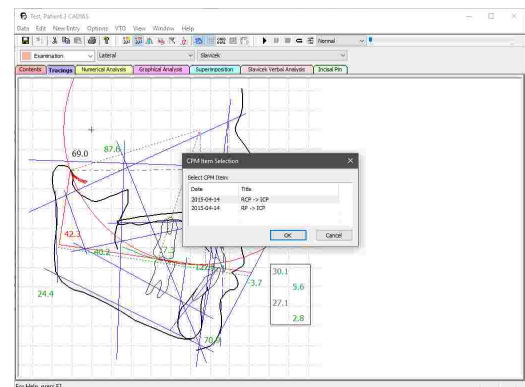 Test, Patient 3 CADIAS
Data Edit New Entry Options VTO View Window Help
Normal
Examination Lateral Slavicek
Contents Tracings Numerical Analysis Graphical Analysis Superimposition Slavicek Verbal Analysis Incisal Pin
87.6
69.0
CPM Item Selection
Select CPM Item:
Date Title
2015-04-14 RCP -> ICP
2015-04-14 RP -> ICP
OK Cancel
42.3
40.2
30.1
-3.7
5.6
24.4
27.1
2.8
For Help, press F1